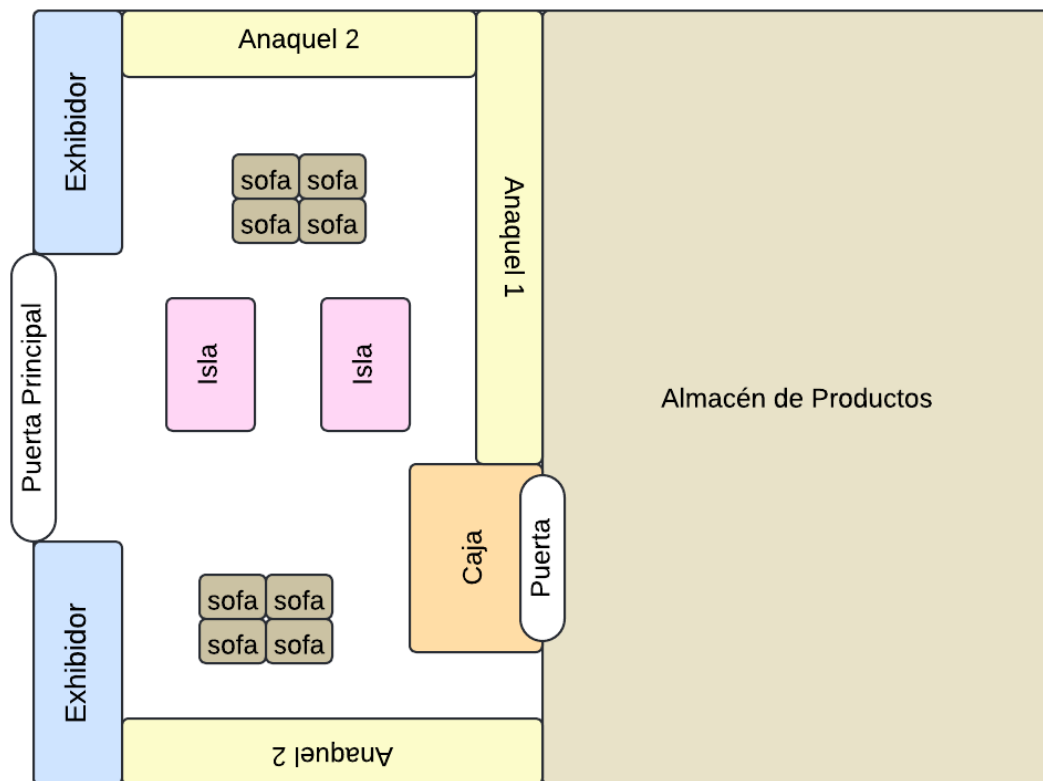 Anaquel 2
Exhibidor
sofa sofa
sofa sofa
Anaquel 1
Puerta Principal
Isla
Isla
Almacén de Productos
Caja
Puerta
sofa sofa
sofa sofa
Exhibidor
Anaquel 2